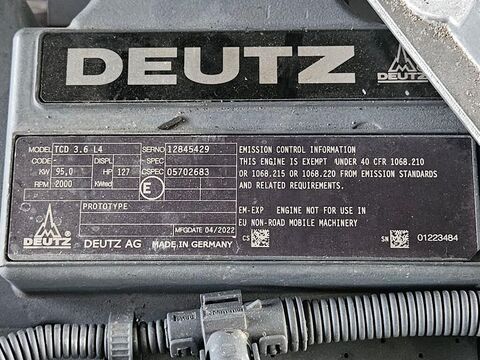 DEUTZ
DEUTZ
MODEL TCD 3.6 L4 SERNO 12845429
CODE - DISPL -SPEC
KW 95,0 HP 127 CSPEC 05702683
RPM 2000 KWred E
PROTOTYPE
MFGDATE 04/2022
DEUTZ DEUTZ AG MADE IN GERMANY
EMISSION CONTROL INFORMATION
THIS ENGINE IS EXEMPT UNDER 40 CFR 1068.210
OR 1068.215 OR 1068.220 FROM EMISSION STANDARDS
AND RELATED REQUIREMENTS.
EM-EXP ENGINE NOT FOR USE IN
EU NON-ROAD MOBILE MACHINERY
CS SN 01223484